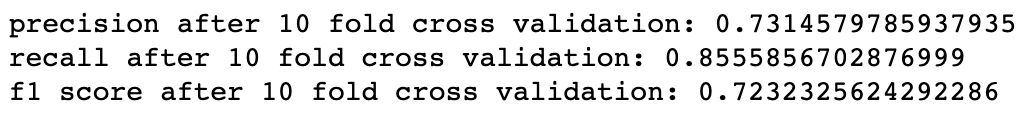 precision after 10 fold cross validation: 0.7314579785937935
recall after 10 fold cross validation: 0.8555856702876999
f1 score after 10 fold cross validation: 0.7232325624292286